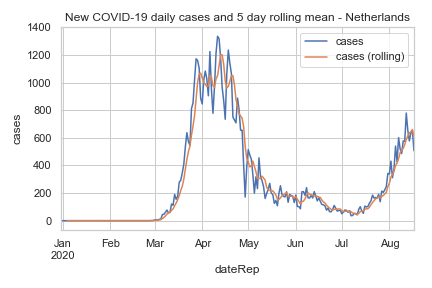 New COVID-19 daily cases and 5 day rolling mean - Netherlands
1400
1200
1000
800
600
400
200
0
cases
cases
cases (rolling)
Jan Feb Mar Apr May Jun Jul Aug
2020
dateRep